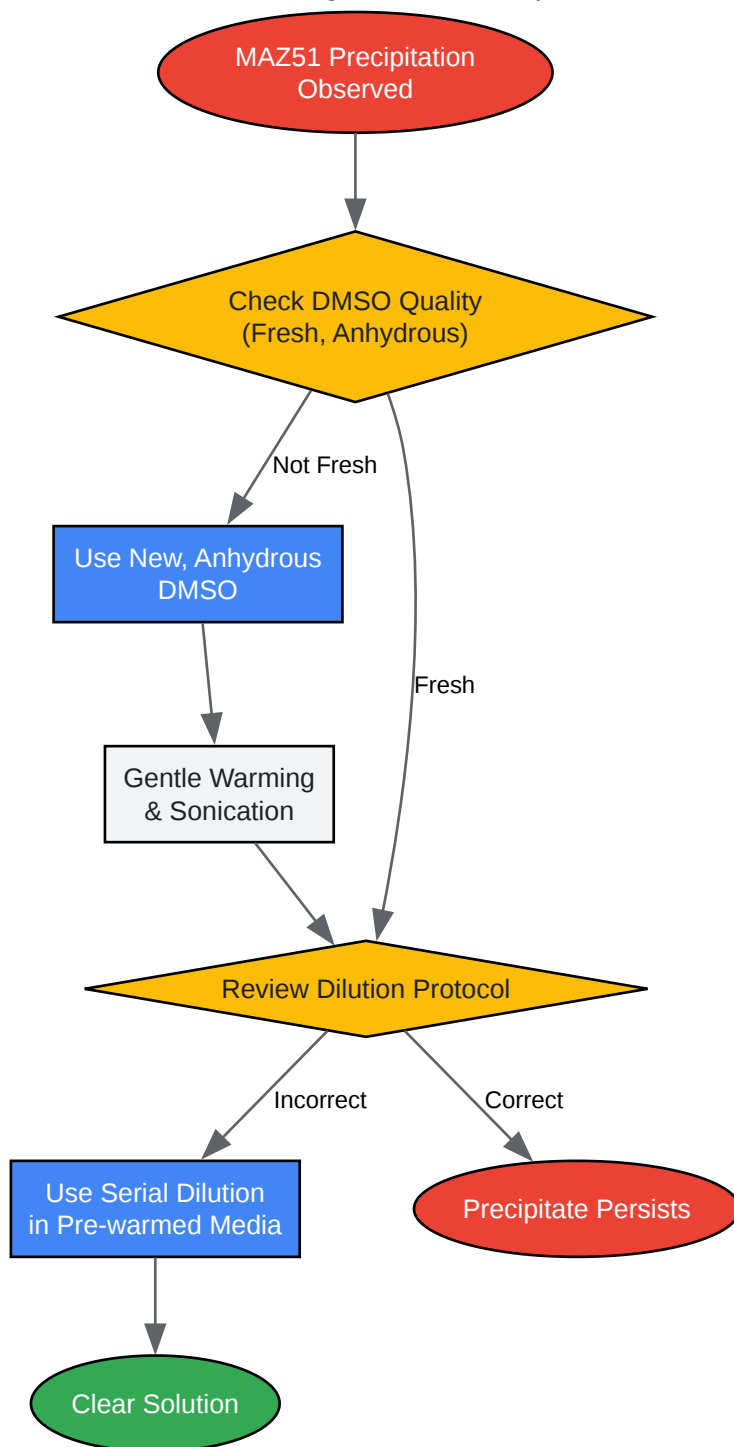 MAZ51 Precipitation
Observed
Check DMSO Quality
(Fresh, Anhydrous)
Not Fresh
Use New, Anhydrous
DMSO
Fresh
Gentle Warming
& Sonication
Review Dilution Protocol
Incorrect
Correct
Use Serial Dilution
in Pre-warmed Media
Precipitate Persists
Clear Solution